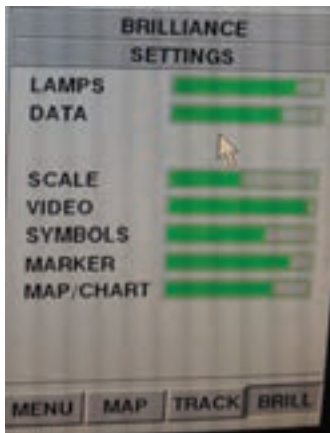 BRILLIANCE
SETTINGS
LAMPS
DATA
SCALE
VIDEO
SYMBOLS
MARKER
MAP/CHART
MENU MAP TRACK BRILL